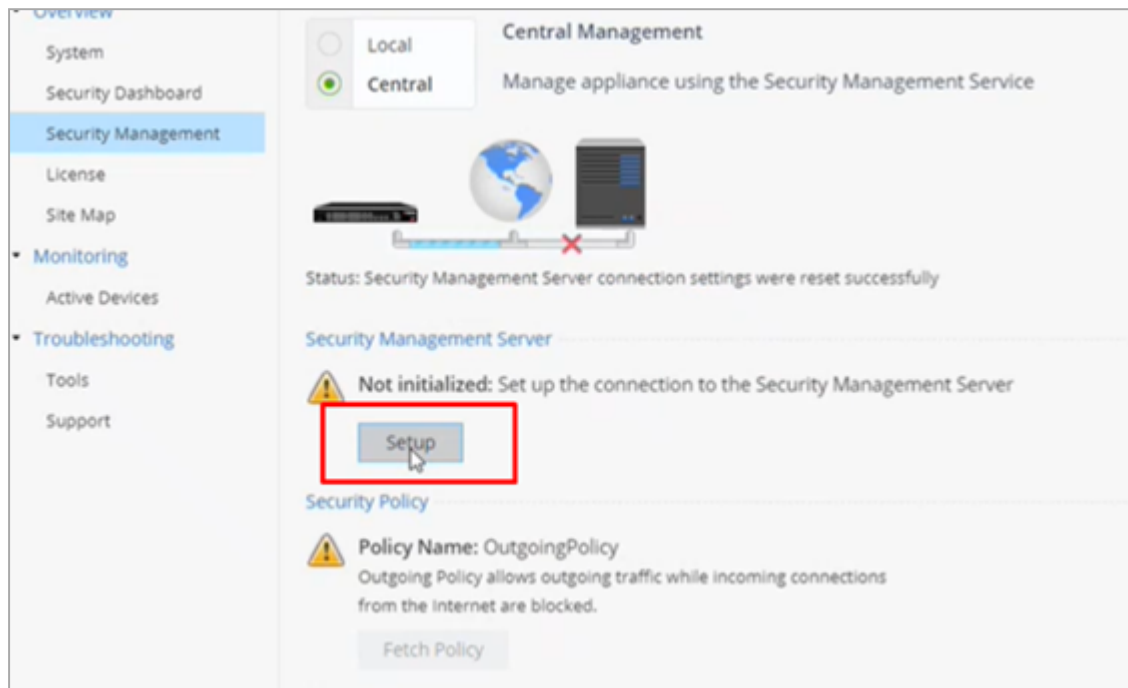 Overview
System
Security Dashboard
Security Management
License
Site Map
Monitoring
Active Devices
Troubleshooting
Tools
Support
Local
Central
Central Management
Manage appliance using the Security Management Service
Status: Security Management Server connection settings were reset successfully
Security Management Server
Not initialized: Set up the connection to the Security Management Server
Setup
Security Policy
Policy Name: OutgoingPolicy
Outgoing Policy allows outgoing traffic while incoming connections
from the Internet are blocked.
Fetch Policy